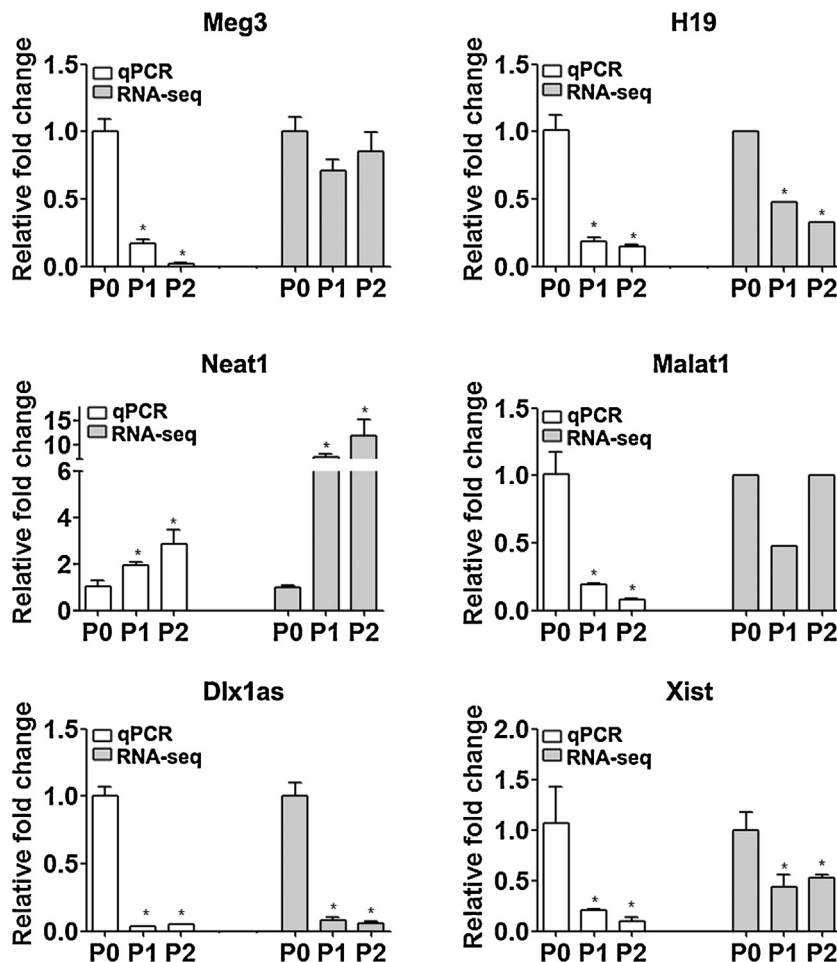 Meg3
Relative fold change
1.5
1.0
0.5
0.0
qPCR
RNA-seq
*
*
P0 P1 P2 P0 P1 P2
H19
Relative fold change
1.5
1.0
0.5
0.0
qPCR
RNA-seq
*
*
*
*
P0 P1 P2 P0 P1 P2
Neat1
Relative fold change
15
10
6
4
2
0
qPCR
RNA-seq
*
*
*
*
P0 P1 P2 P0 P1 P2
Malat1
Relative fold change
1.5
1.0
0.5
0.0
qPCR
RNA-seq
*
*
P0 P1 P2 P0 P1 P2
Dlx1as
Relative fold change
1.5
1.0
0.5
0.0
qPCR
RNA-seq
*
*
*
*
P0 P1 P2 P0 P1 P2
Xist
Relative fold change
2.0
1.5
1.0
0.5
0.0
qPCR
RNA-seq
*
*
*
*
P0 P1 P2 P0 P1 P2